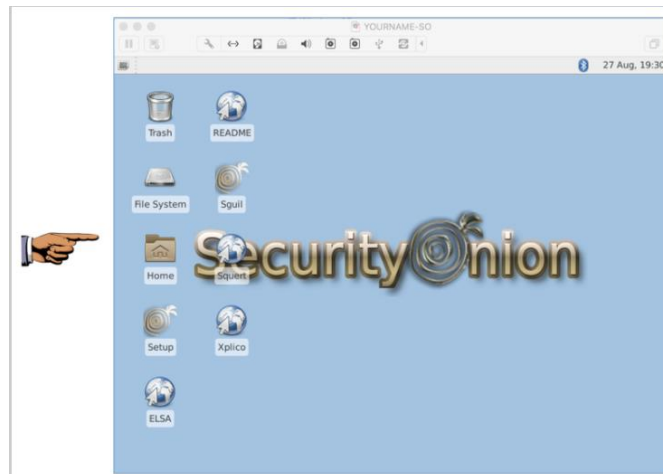 YOURNAME-SO
27 Aug, 19:30
Trash
README
File System
Sguil
Home
Squert
SecurityOnion
Setup
Xplico
ELSA